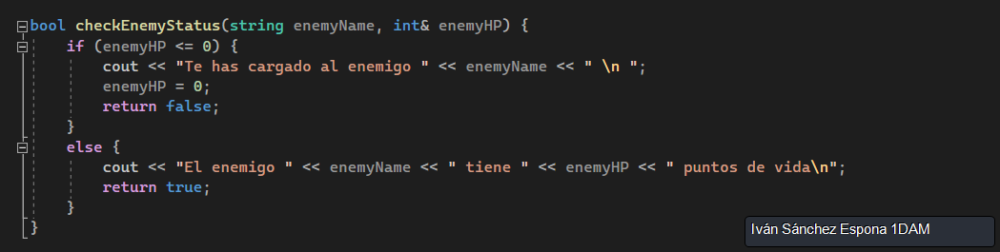 bool checkEnemyStatus(string enemyName, int& enemyHP) {
if (enemyHP <= 0) {
cout << "Te has cargado al enemigo " << enemyName << " \n ";
enemyHP = 0;
return false;
}
else {
cout << "El enemigo " << enemyName << " tiene " << enemyHP << " puntos de vida\n";
return true;
}
}
Iván Sánchez Espona 1DAM